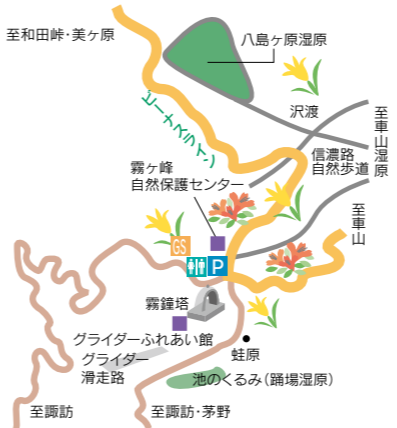 至和田峠・美ヶ原
八島ヶ原湿原
ビーナスライン
沢渡
至車山湿原
信濃路
自然歩道
霧ヶ峰
自然保護センター
至車山
GS
P
霧鐘塔
グライダーふれあい館
グライダー
滑走路
蛙原
池のくるみ（踊場湿原）
至諏訪
至諏訪・茅野